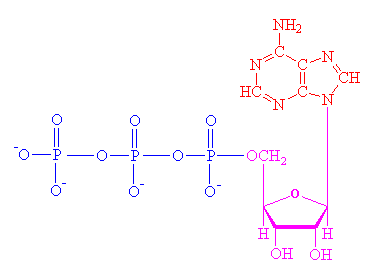 NH2
C
N C N
HC C CH
N N
O O O
-O P O P O P OCH2 O
O- O- O- H H
OH OH